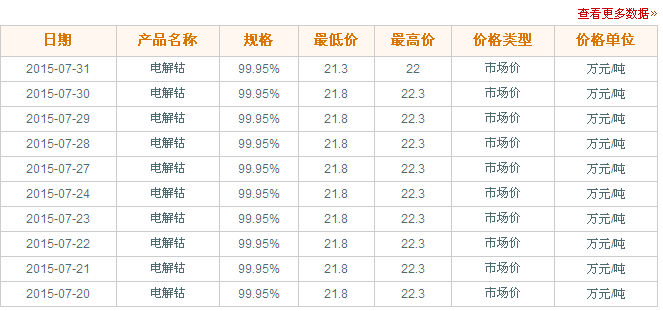 查看更多数据»
日期 产品名称 规格 最低价 最高价 价格类型 价格单位
2015-07-31 电解钴 99.95% 21.3 22 市场价 万元/吨
2015-07-30 电解钴 99.95% 21.8 22.3 市场价 万元/吨
2015-07-29 电解钴 99.95% 21.8 22.3 市场价 万元/吨
2015-07-28 电解钴 99.95% 21.8 22.3 市场价 万元/吨
2015-07-27 电解钴 99.95% 21.8 22.3 市场价 万元/吨
2015-07-24 电解钴 99.95% 21.8 22.3 市场价 万元/吨
2015-07-23 电解钴 99.95% 21.8 22.3 市场价 万元/吨
2015-07-22 电解钴 99.95% 21.8 22.3 市场价 万元/吨
2015-07-21 电解钴 99.95% 21.8 22.3 市场价 万元/吨
2015-07-20 电解钴 99.95% 21.8 22.3 市场价 万元/吨